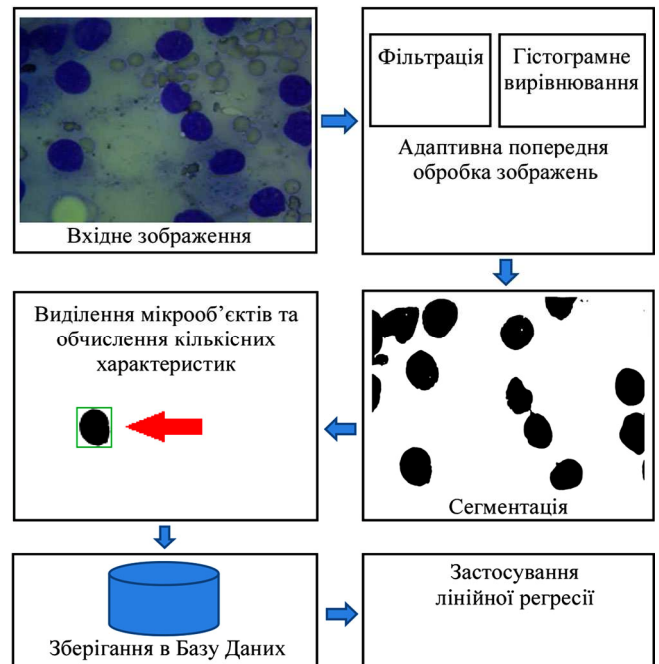 Вхідне зображення
Фільтрація
Гістограмне
вирівнювання
Адаптивна попередня
обробка зображень
Сегментація
Виділення мікрооб’єктів та
обчислення кількісних
характеристик
Зберігання в Базу Даних
Застосування
лінійної регресії